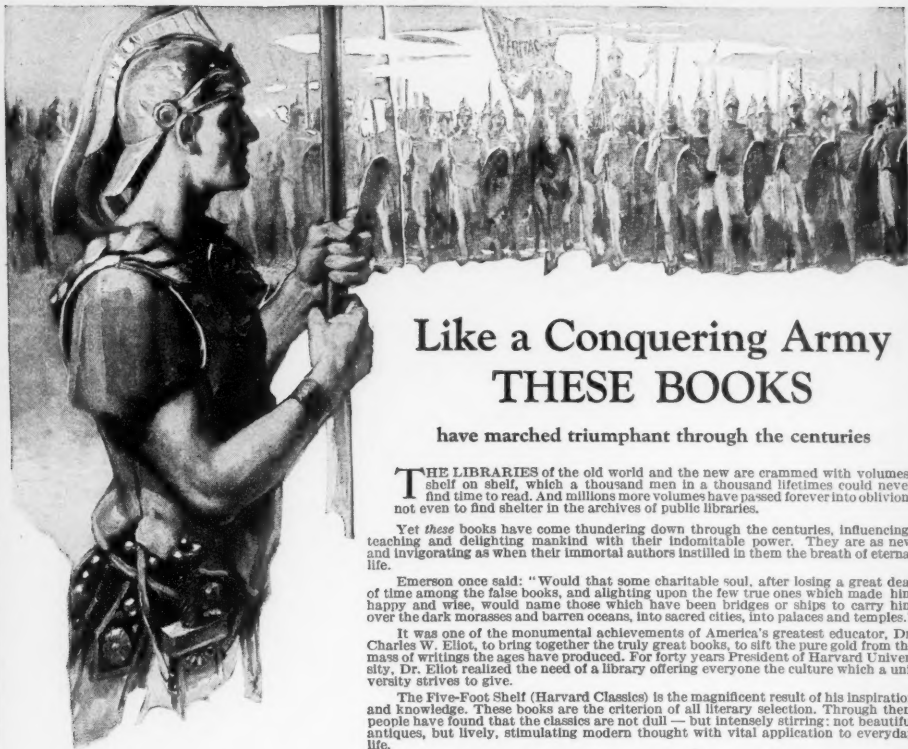 VERITAS
Like a Conquering Army
THESE BOOKS
have marched triumphant through the centuries
THE LIBRARIES of the old world and the new are crammed with volumes
shelf on shelf, which a thousand men in a thousand lifetimes could neve
find time to read. And millions more volumes have passed forever into oblivion
not even to find shelter in the archives of public libraries.
Yet these books have come thundering down through the centuries, influencing
teaching and delighting mankind with their indomitable power. They are as new
and invigorating as when their immortal authors instilled in them the breath of eterna
life.
Emerson once said: "Would that some charitable soul, after losing a great dea
of time among the false books, and alighting upon the few true ones which made him
happy and wise, would name those which have been bridges or ships to carry him
over the dark morasses and barren oceans, into sacred cities, into palaces and temples.
It was one of the monumental achievements of America's greatest educator, Dr
Charles W. Eliot, to bring together the truly great books, to sift the pure gold from th
mass of writings the ages have produced. For forty years President of Harvard Univer
sity, Dr. Eliot realized the need of a library offering everyone the culture which a uni
versity strives to give.
The Five-Foot Shelf (Harvard Classics) is the magnificent result of his inspiratio
and knowledge. These books are the criterion of all literary selection. Through them
people have found that the classics are not dull — but intensely stirring: not beautifu
antiques, but lively, stimulating modern thought with vital application to everyda
life.